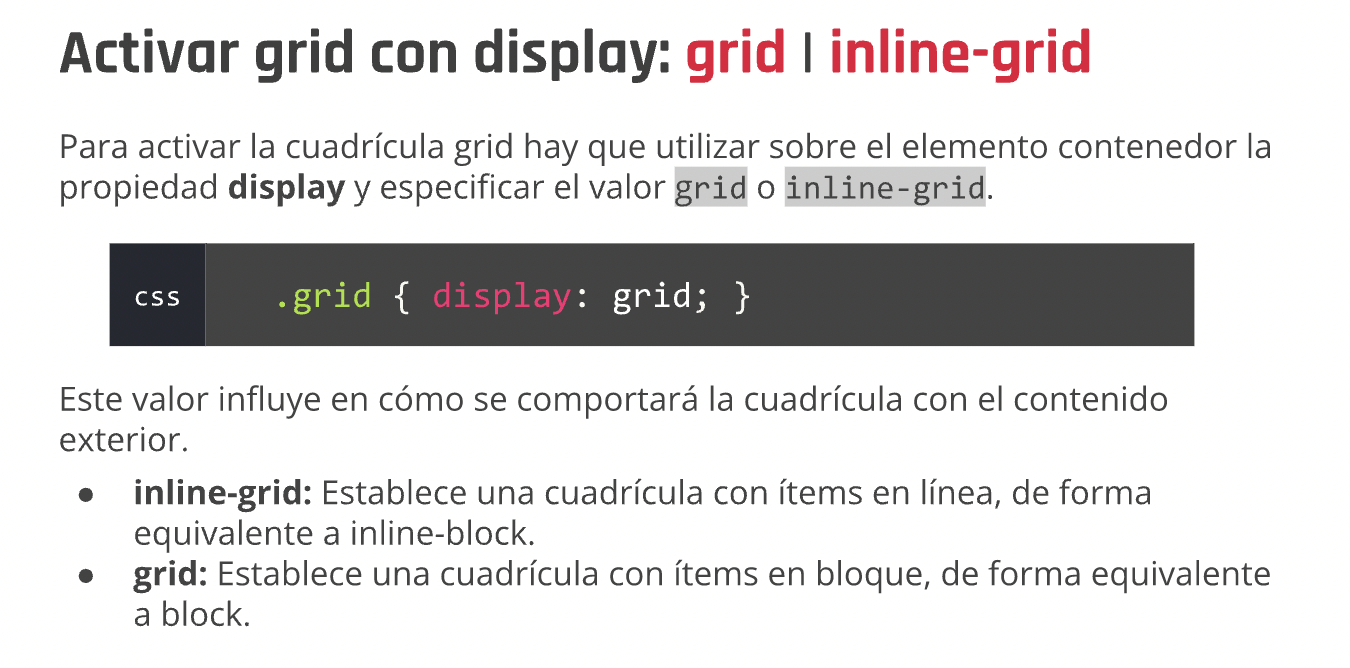 Activar grid con display: grid | inline-grid
Para activar la cuadrícula grid hay que utilizar sobre el elemento contenedor la
propiedad display y especificar el valor grid o inline-grid.
css .grid { display: grid; }
Este valor influye en cómo se comportará la cuadrícula con el contenido
exterior.
● inline-grid: Establece una cuadrícula con ítems en línea, de forma
equivalente a inline-block.
● grid: Establece una cuadrícula con ítems en bloque, de forma equivalente
a block.